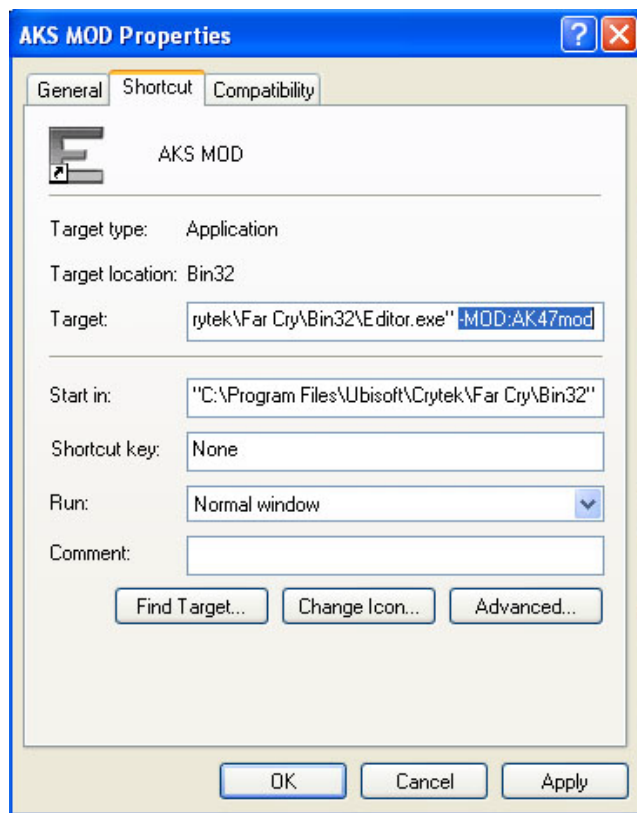 AKS MOD Properties
General Shortcut Compatibility
AKS MOD
Target type: Application
Target location: Bin32
Target: rytek\Far Cry\Bin32\Editor.exe" -MOD:AK47mod
Start in: "C:\Program Files\Ubisoft\Crytek\Far Cry\Bin32"
Shortcut key: None
Run: Normal window
Comment:
Find Target... Change Icon... Advanced...
OK Cancel Apply